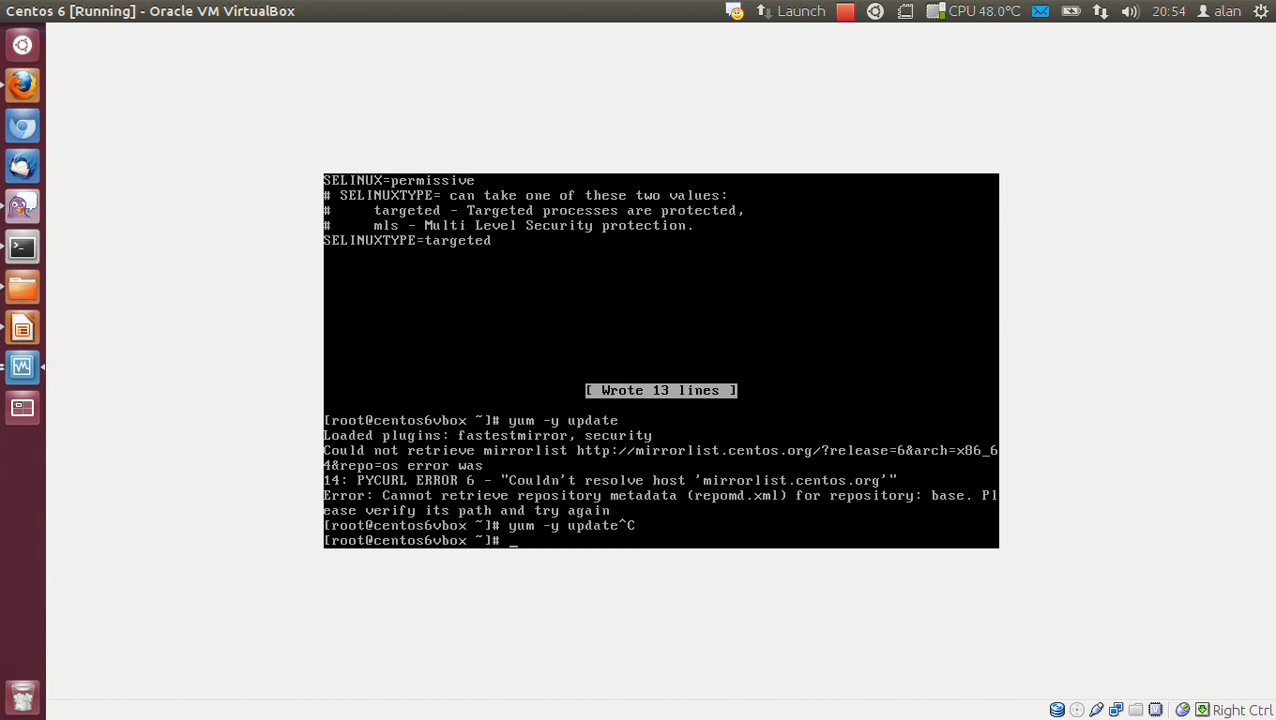 Centos 6 [Running] - Oracle VM VirtualBox
Launch
CPU 48.0°C
20:54
alan
SELINUX=permissive
# SELINUXTYPE= can take one of these two values:
#     targeted - Targeted processes are protected,
#     mls - Multi Level Security protection.
SELINUXTYPE=targeted
[ Wrote 13 lines ]
[root@centos6vbox ~]# yum -y update
Loaded plugins: fastestmirror, security
Could not retrieve mirrorlist http://mirrorlist.centos.org/?release=6&arch=x86_6
4&repo=os error was
14: PYCURL ERROR 6 - "Couldn't resolve host 'mirrorlist.centos.org'"
Error: Cannot retrieve repository metadata (repomd.xml) for repository: base. Pl
ease verify its path and try again
[root@centos6vbox ~]# yum -y update^C
[root@centos6vbox ~]# _
Right Ctrl